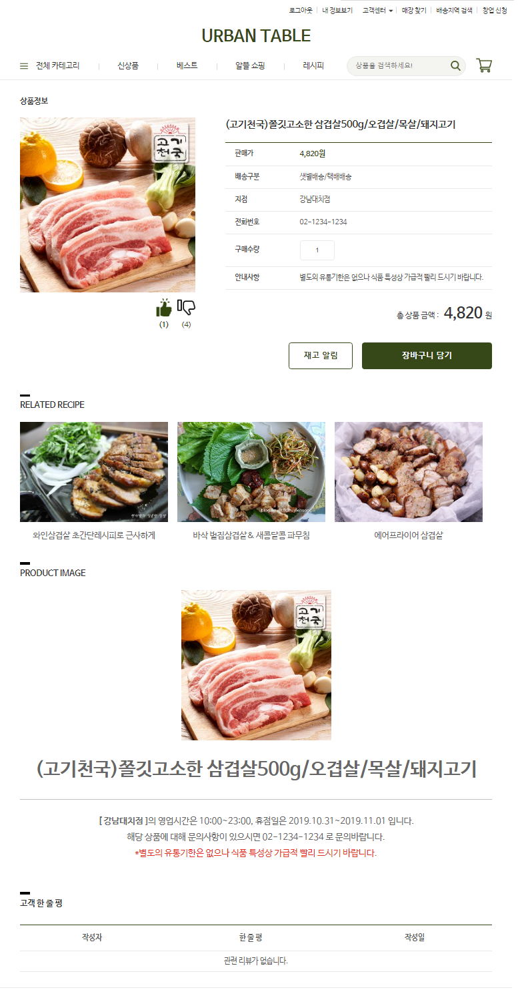 로그아웃 내 정보보기 고객센터 매장 찾기 배송지역 검색 창업 신청
URBAN TABLE
전체 카테고리 신상품 베스트 알뜰 쇼핑 레시피 상품을 검색하세요!
상품정보
고기
천국
(고기천국)쫄깃고소한 삼겹살500g/오겹살/목살/돼지고기
판매가 4,820원
배송구분 샛별배송/택배배송
지점 강남대치점
전화번호 02-1234-1234
구매수량 1
안내사항 별도의 유통기한은 없으나 식품 특성상 가급적 빨리 드시기 바랍니다.
(1) (4)
총 상품 금액 : 4,820 원
재고 알림 장바구니 담기
RELATED RECIPE
와인삼겹살 초간단레시피로 근사하게 바삭 벌집삼겹살 & 새콤달콤 파무침 에어프라이어 삼겹살
PRODUCT IMAGE
고기
천국
(고기천국)쫄깃고소한 삼겹살500g/오겹살/목살/돼지고기
[ 강남대치점 ]의 영업시간은 10:00~23:00, 휴점일은 2019.10.31~2019.11.01 입니다.
해당 상품에 대해 문의사항이 있으시면 02-1234-1234 로 문의바랍니다.
*별도의 유통기한은 없으나 식품 특성상 가급적 빨리 드시기 바랍니다.
고객 한 줄 평
작성자 한 줄 평 작성일
관련 리뷰가 없습니다.